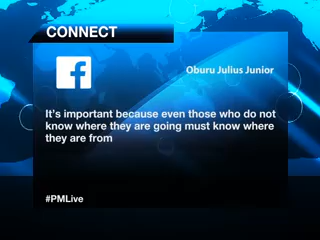 CONNECT
f
Oburu Julius Junior
It's important because even those who do not
know where they are going must know where
they are from
#PMLive